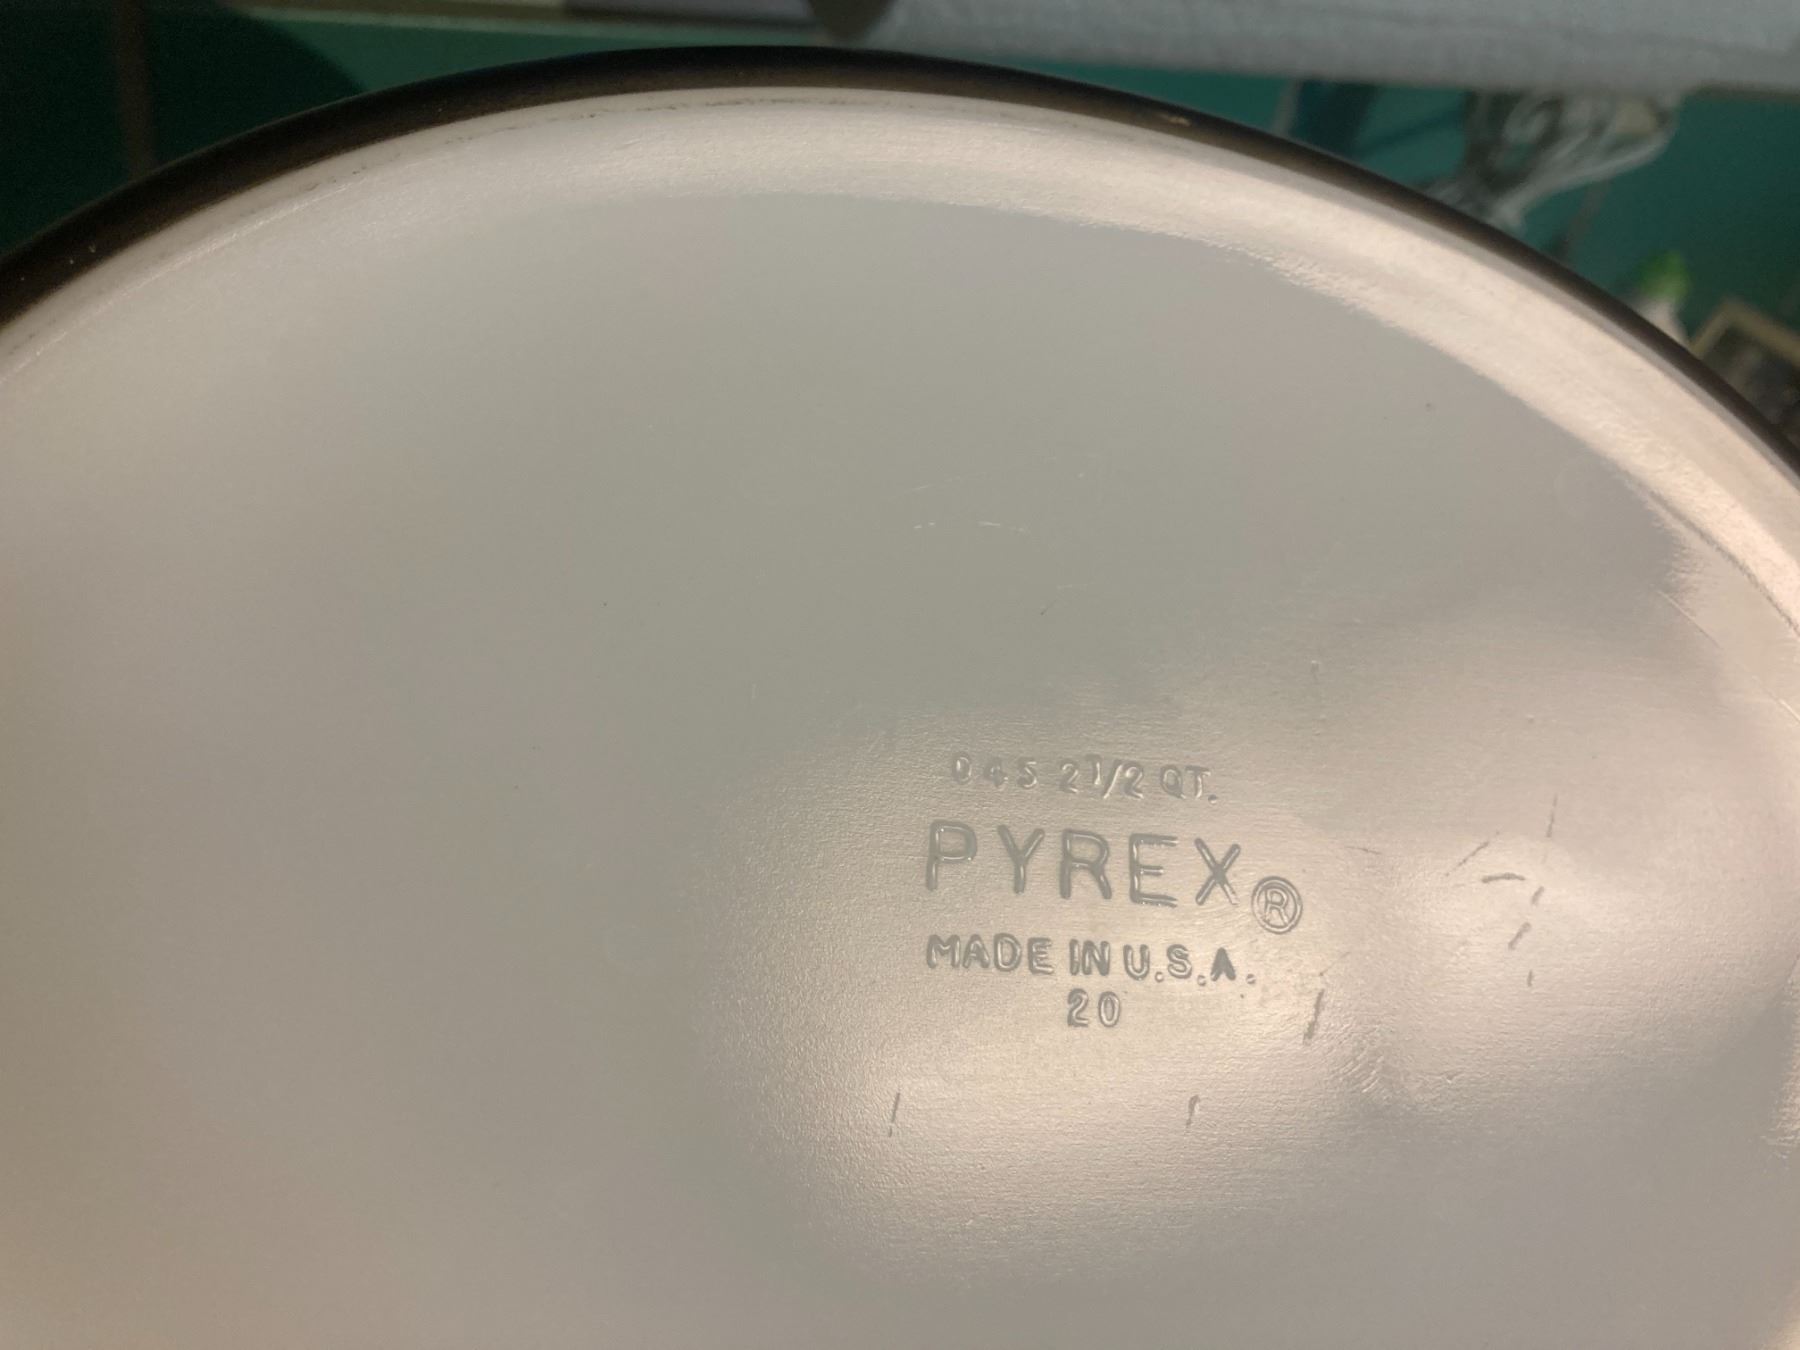 045 2 1/2 QT.
PYREX®
MADE IN U.S.A.
20